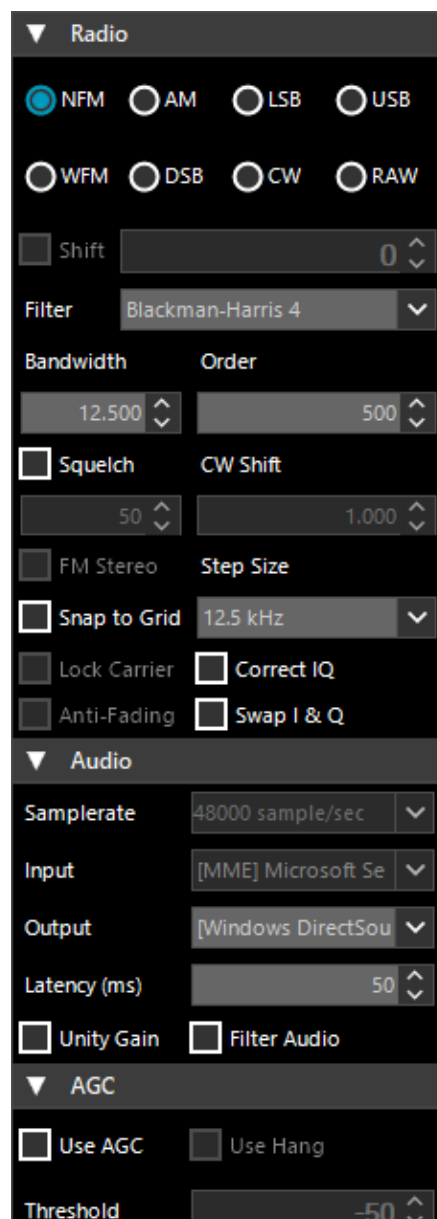 Radio
NFM AM LSB USB
WFM DSB CW RAW
Shift 0
Filter Blackman-Harris 4
Bandwidth Order
12.500 500
Squelch CW Shift
50 1.000
FM Stereo Step Size
Snap to Grid 12.5 kHz
Lock Carrier Correct IQ
Anti-Fading Swap I & Q
Audio
Samplerate 48000 sample/sec
Input [MME] Microsoft Se
Output [Windows DirectSou
Latency (ms) 50
Unity Gain Filter Audio
AGC
Use AGC Use Hang
Threshold -50